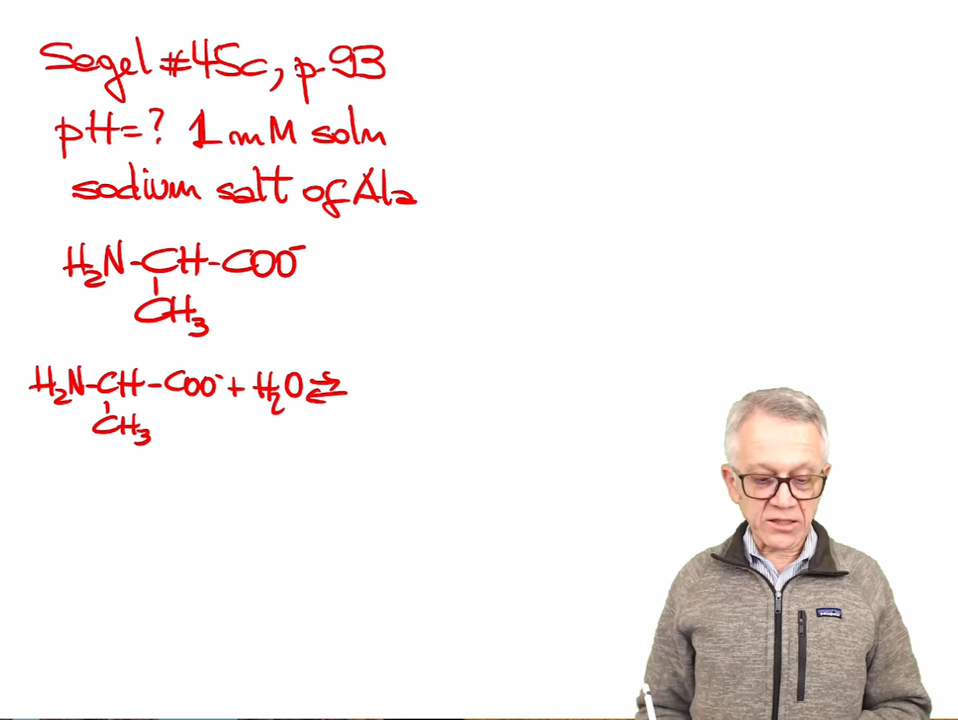 Segel #45c, p-93
pH=? 1 mM soln
sodium salt of Ala
H₂N-CH-COO⁻
CH₃
H₂N-CH-COO⁻ + H₂O ⇌
CH₃